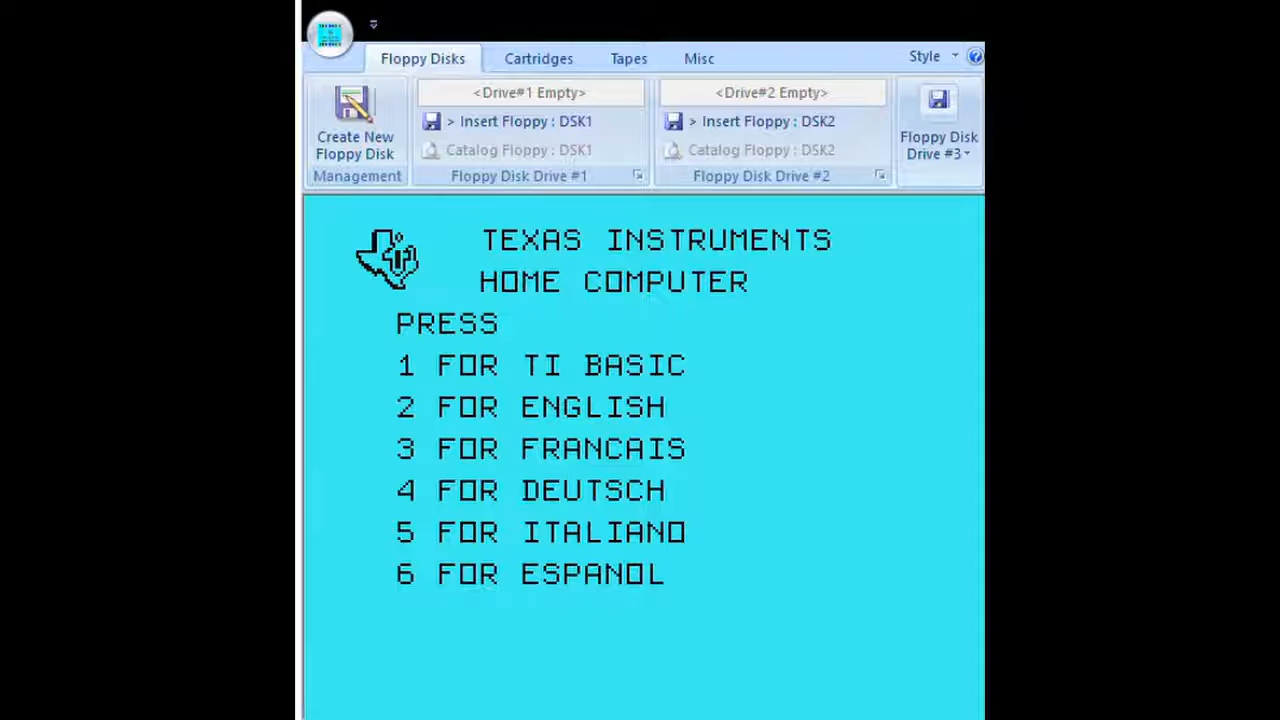 Floppy Disks Cartridges Tapes Misc Style
<Drive#1 Empty> <Drive#2 Empty>
> Insert Floppy : DSK1 > Insert Floppy : DSK2
Create New
Floppy Disk
Catalog Floppy : DSK1 Catalog Floppy : DSK2
Floppy Disk
Drive #3
Management Floppy Disk Drive #1 Floppy Disk Drive #2
TEXAS INSTRUMENTS
HOME COMPUTER
PRESS
1 FOR TI BASIC
2 FOR ENGLISH
3 FOR FRANCAIS
4 FOR DEUTSCH
5 FOR ITALIANO
6 FOR ESPANOL